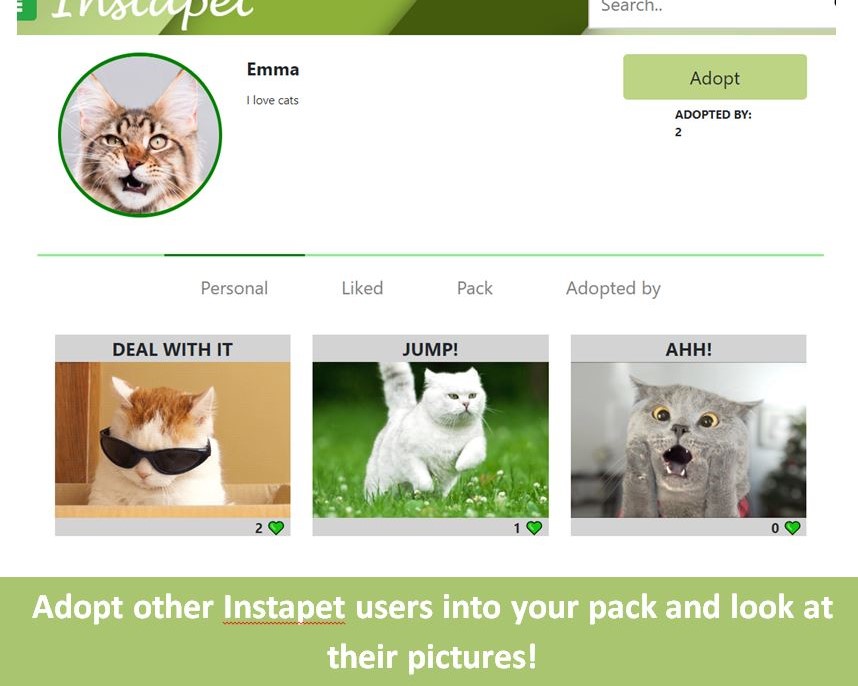 Instapet
Search..
Emma
I love cats
Adopt
ADOPTED BY:
2
Personal Liked Pack Adopted by
DEAL WITH IT JUMP! AHH!
2 1 0
Adopt other Instapet users into your pack and look at
their pictures!